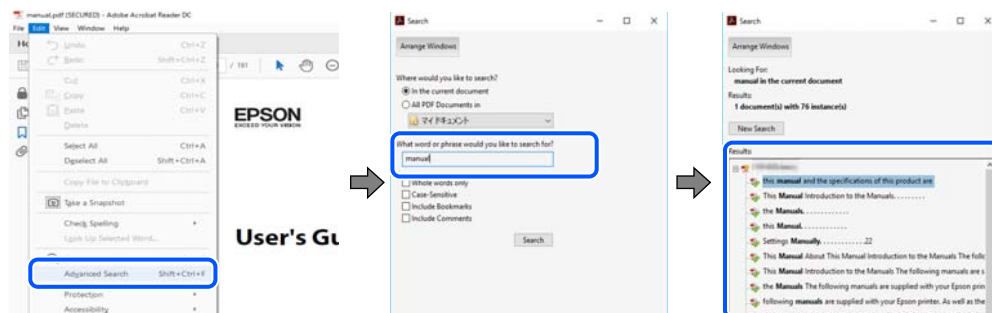 manual.pdf (SECURED) - Adobe Acrobat Reader DC
File Edit View Window Help
Undo Ctrl+Z
Redo Shift+Ctrl+Z
Cut Ctrl+X
Copy Ctrl+C
Paste Ctrl+V
Delete
Select All Ctrl+A
Deselect All Shift+Ctrl+A
Copy File to Clipboard
Take a Snapshot
Check Spelling
Look Up Selected Word...
Advanced Search Shift+Ctrl+F
Protection
Accessibility
/ 181
EPSON
EXCEED YOUR VISION
User's Gu
Search
Arrange Windows
Where would you like to search?
In the current document
All PDF Documents in
マイ ドキュメント
What word or phrase would you like to search for?
manual
Whole words only
Case-Sensitive
Include Bookmarks
Include Comments
Search
Search
Arrange Windows
Looking For:
manual in the current document
Results:
1 document(s) with 76 instance(s)
New Search
Results:
this manual and the specifications of this product are
This Manual Introduction to the Manuals. . . . . . . .
the Manuals. . . . . . . . . . . .
this Manual. . . . . . . . . . . .
Settings Manually. . . . . . . . . . . .22
This Manual About This Manual Introduction to the Manuals The follo
This Manual Introduction to the Manuals The following manuals are s
the Manuals The following manuals are supplied with your Epson prin
following manuals are supplied with your Epson printer. As well as the